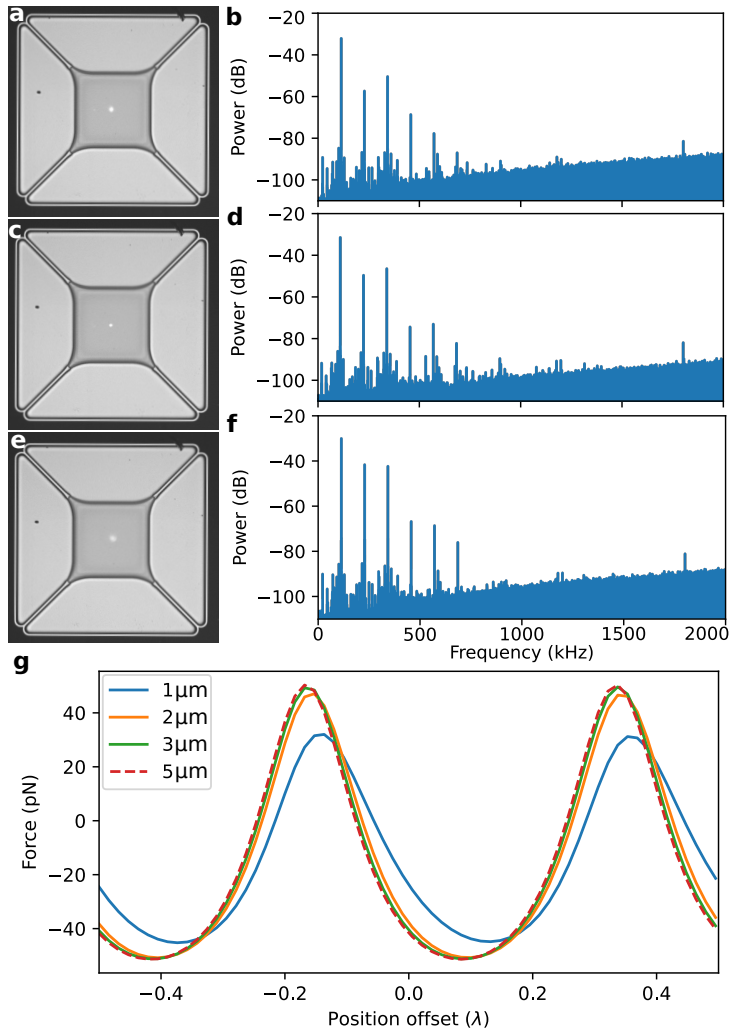 a
b
−20
−40
−60
−80
−100
Power (dB)
c
d
−20
−40
−60
−80
−100
Power (dB)
e
f
−20
−40
−60
−80
−100
Power (dB)
0 500 1000 1500 2000
Frequency (kHz)
g
1μm
2μm
3μm
5μm
40
20
0
−20
−40
Force (pN)
−0.4 −0.2 0.0 0.2 0.4
Position offset (λ)